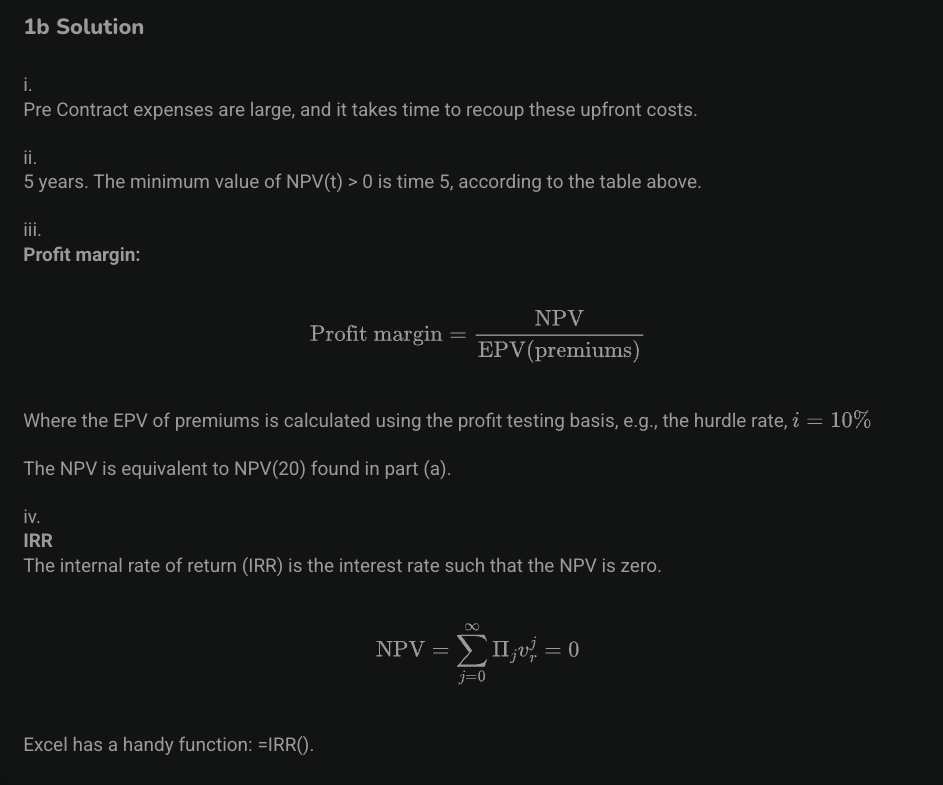 1b Solution
i.
Pre Contract expenses are large, and it takes time to recoup these upfront costs.
ii.
5 years. The minimum value of NPV(t) > 0 is time 5, according to the table above.
iii.
Profit margin:
Profit margin = \frac{NPV}{EPV(premiums)}
Where the EPV of premiums is calculated using the profit testing basis, e.g., the hurdle rate, i = 10%
The NPV is equivalent to NPV(20) found in part (a).
iv.
IRR
The internal rate of return (IRR) is the interest rate such that the NPV is zero.
NPV = \sum_{j=0}^{\infty} \Pi_j v_r^j = 0
Excel has a handy function: =IRR().